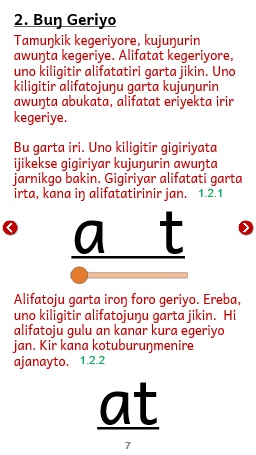 2. Buŋ Geriyo
Tamuŋkik kegeriyore, kujuŋurin
awuŋta kegeriye. Alifatat kegeriyore,
uno kiligitir alifatatiri garta jikin. Uno
kiligitir alifatojuŋu garta kujuŋurin
awuŋta abukata, alifatat eriyekta irir
kegeriye.
Bu garta iri. Uno kiligitir gigiriyata
ijikekse gigiriyar kujuŋurin awuŋta
jarnikgo bakin. Gigiriyar alifatati garta
irta, kana iŋ alifatatirinir jan. 1.2.1
a t
Alifatoju garta iroŋ foro geriyo. Ereba,
uno kiligitir alifatojuŋu garta jikin. Hi
alifatoju gulu an kanar kura egeriyo
jan. Kir kana kotuburuŋmenire
ajanayto. 1.2.2
at
7